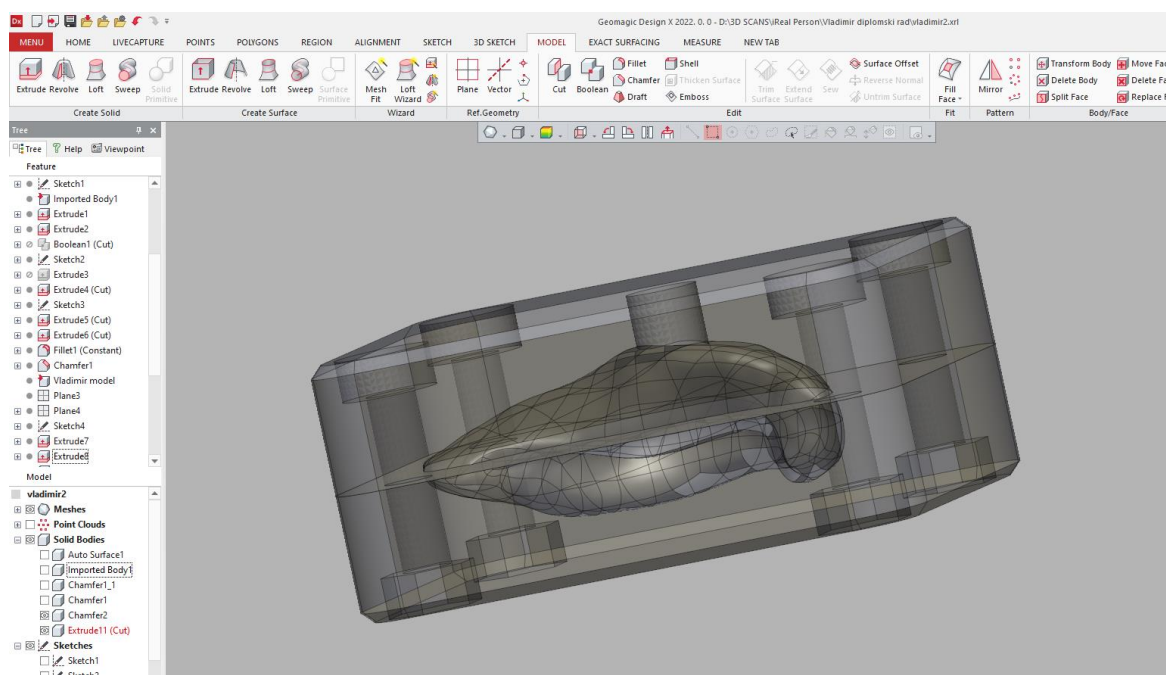 Dx Geomagic Design X 2022. 0. 0 - D:\3D SCANS\iReal Person\Vladimir diplomski rad\vladimir2.xrl
MENU HOME LIVECAPTURE POINTS POLYGONS REGION ALIGNMENT SKETCH 3D SKETCH MODEL EXACT SURFACING MEASURE NEW TAB
Fillet Shell Surface Offset Transform Body Move Fac
Chamfer Thicken Surface Reverse Normal Delete Body Delete Fa
Draft Emboss Untrim Surface Split Face Replace F
Extrude Revolve Loft Sweep Solid Primitive Extrude Revolve Loft Sweep Surface Primitive Mesh Fit Loft Wizard Plane Vector Cut Boolean Trim Surface Extend Surface Sew Fill Face Mirror
Create Solid Create Surface Wizard Ref.Geometry Edit Fit Pattern Body/Face
Tree
Tree Help Viewpoint
Feature
Sketch1
Imported Body1
Extrude1
Extrude2
Boolean1 (Cut)
Sketch2
Extrude3
Extrude4 (Cut)
Sketch3
Extrude5 (Cut)
Extrude6 (Cut)
Fillet1 (Constant)
Chamfer1
Vladimir model
Plane3
Plane4
Sketch4
Extrude7
Extrude8
Model
vladimir2
Meshes
Point Clouds
Solid Bodies
Auto Surface1
Imported Body1
Chamfer1_1
Chamfer1
Chamfer2
Extrude11 (Cut)
Sketches
Sketch1